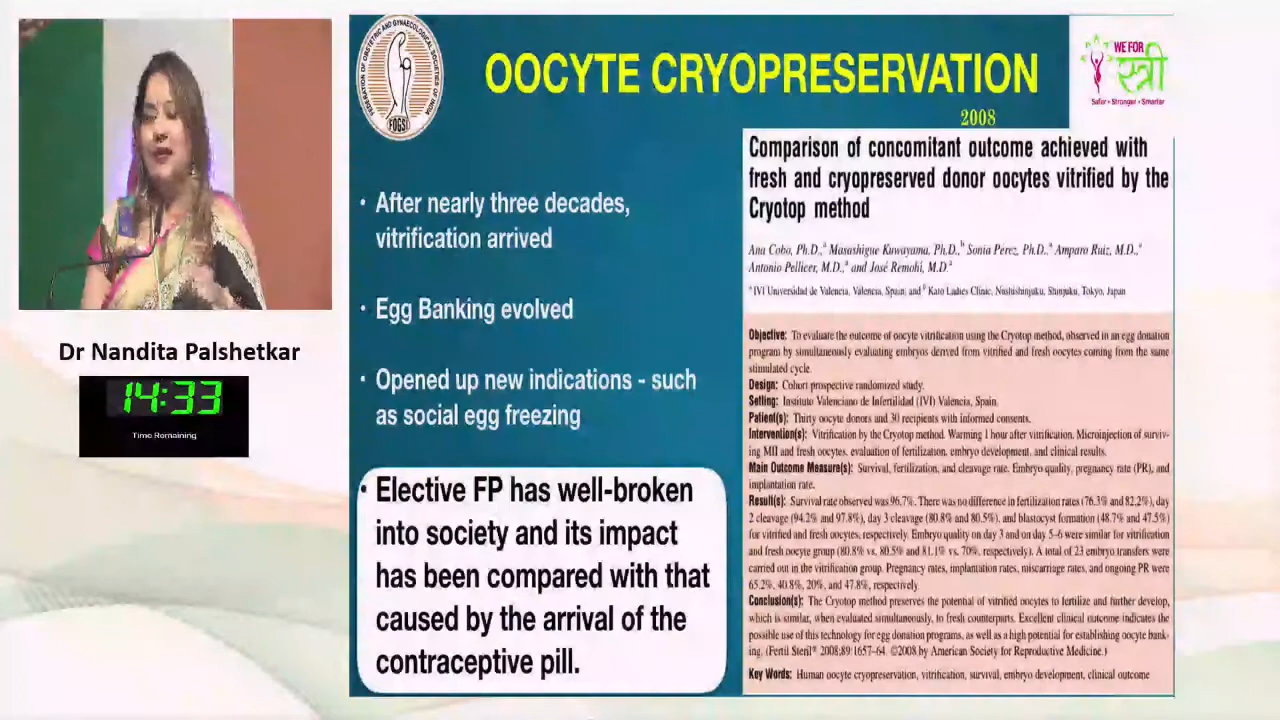 FEDERATION OF OBSTETRIC AND GYNAECOLOGICAL SOCIETIES OF INDIA
FOGSI
OOCYTE CRYOPRESERVATION
2008
WE FOR
स्त्री
Safer • Stronger • Smarter
• After nearly three decades,
vitrification arrived
• Egg Banking evolved
• Opened up new indications - such
as social egg freezing
• Elective FP has well-broken
into society and its impact
has been compared with that
caused by the arrival of the
contraceptive pill.
Comparison of concomitant outcome achieved with
fresh and cryopreserved donor oocytes vitrified by the
Cryotop method
Ana Cobo, Ph.D.,a Masashigue Kuwayama, Ph.D.,b Sonia Perez, Ph.D.,a Amparo Ruiz, M.D.,a
Antonio Pellicer, M.D.,a and José Remohí, M.D.a
a IVI Universidad de Valencia, Valencia, Spain; and b Kato Ladies Clinic, Nishishinjuku, Shinjuku, Tokyo, Japan
Objective: To evaluate the outcome of oocyte vitrification using the Cryotop method, observed in an egg donation
program by simultaneously evaluating embryos derived from vitrified and fresh oocytes coming from the same
stimulated cycle.
Design: Cohort prospective randomized study.
Setting: Instituto Valenciano de Infertilidad (IVI) Valencia, Spain.
Patient(s): Thirty oocyte donors and 30 recipients with informed consents.
Intervention(s): Vitrification by the Cryotop method. Warming 1 hour after vitrification. Microinjection of surviv-
ing MII and fresh oocytes, evaluation of fertilization, embryo development, and clinical results.
Main Outcome Measure(s): Survival, fertilization, and cleavage rate. Embryo quality, pregnancy rate (PR), and
implantation rate.
Result(s): Survival rate observed was 96.7%. There was no difference in fertilization rates (76.3% and 82.2%), day
2 cleavage (94.2% and 97.8%), day 3 cleavage (80.8% and 80.5%), and blastocyst formation (48.7% and 47.5%)
for vitrified and fresh oocytes, respectively. Embryo quality on day 3 and on day 5–6 were similar for vitrification
and fresh oocyte group (80.8% vs. 80.5% and 81.1% vs. 70%, respectively). A total of 23 embryo transfers were
carried out in the vitrification group. Pregnancy rates, implantation rates, miscarriage rates, and ongoing PR were
65.2%, 40.8%, 20%, and 47.8%, respectively.
Conclusion(s): The Cryotop method preserves the potential of vitrified oocytes to fertilize and further develop,
which is similar, when evaluated simultaneously, to fresh counterparts. Excellent clinical outcome indicates the
possible use of this technology for egg donation programs, as well as a high potential for establishing oocyte bank-
ing. (Fertil Steril® 2008;89:1657–64. ©2008 by American Society for Reproductive Medicine.)
Key Words: Human oocyte cryopreservation, vitrification, survival, embryo development, clinical outcome
Dr Nandita Palshetkar
14:33
Time Remaining